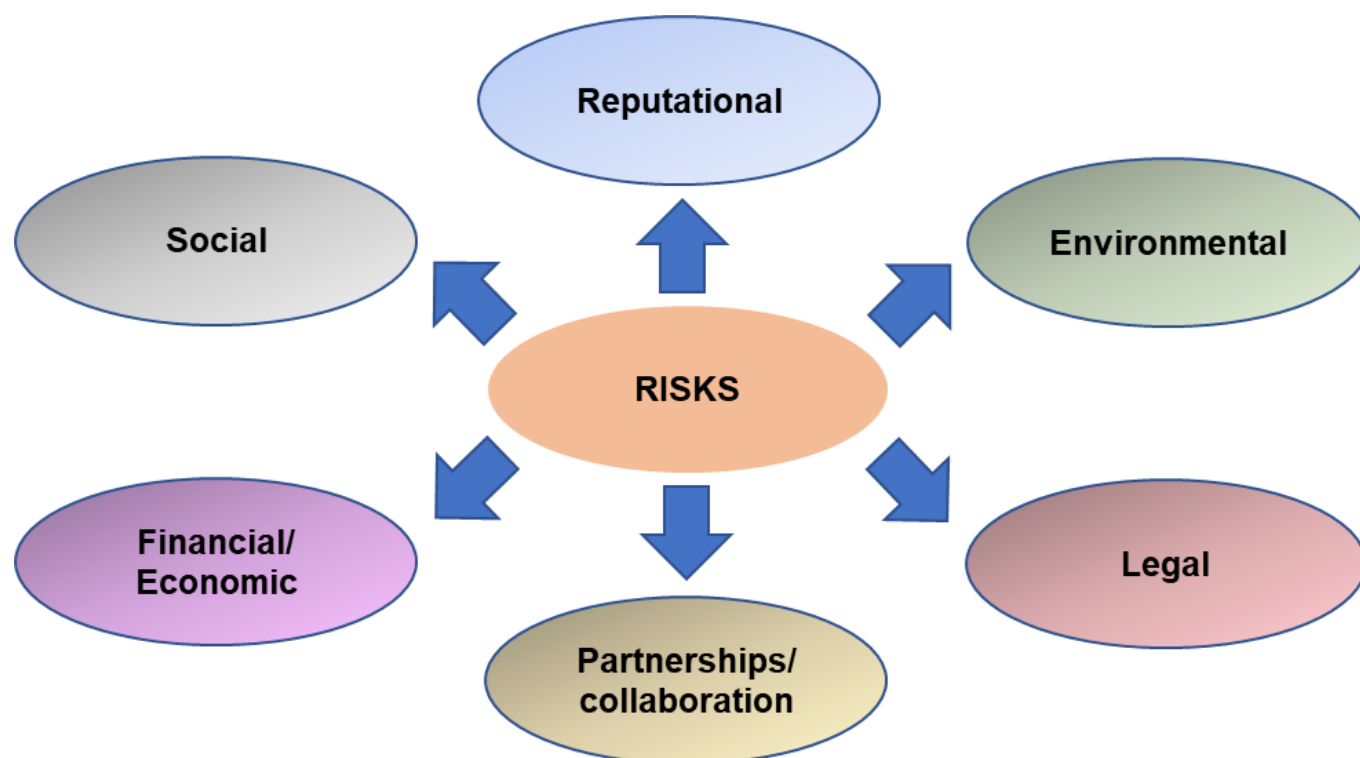 Reputational
Social
Environmental
RISKS
Financial/
Economic
Legal
Partnerships/
collaboration